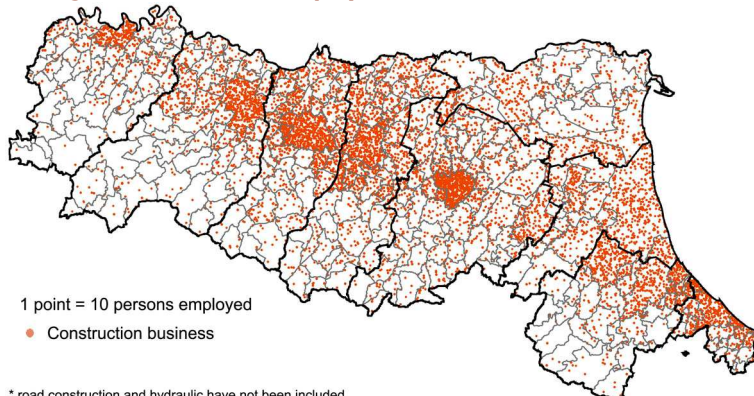 1 point = 10 persons employed
Construction business
* road construction and hydraulic have not been included